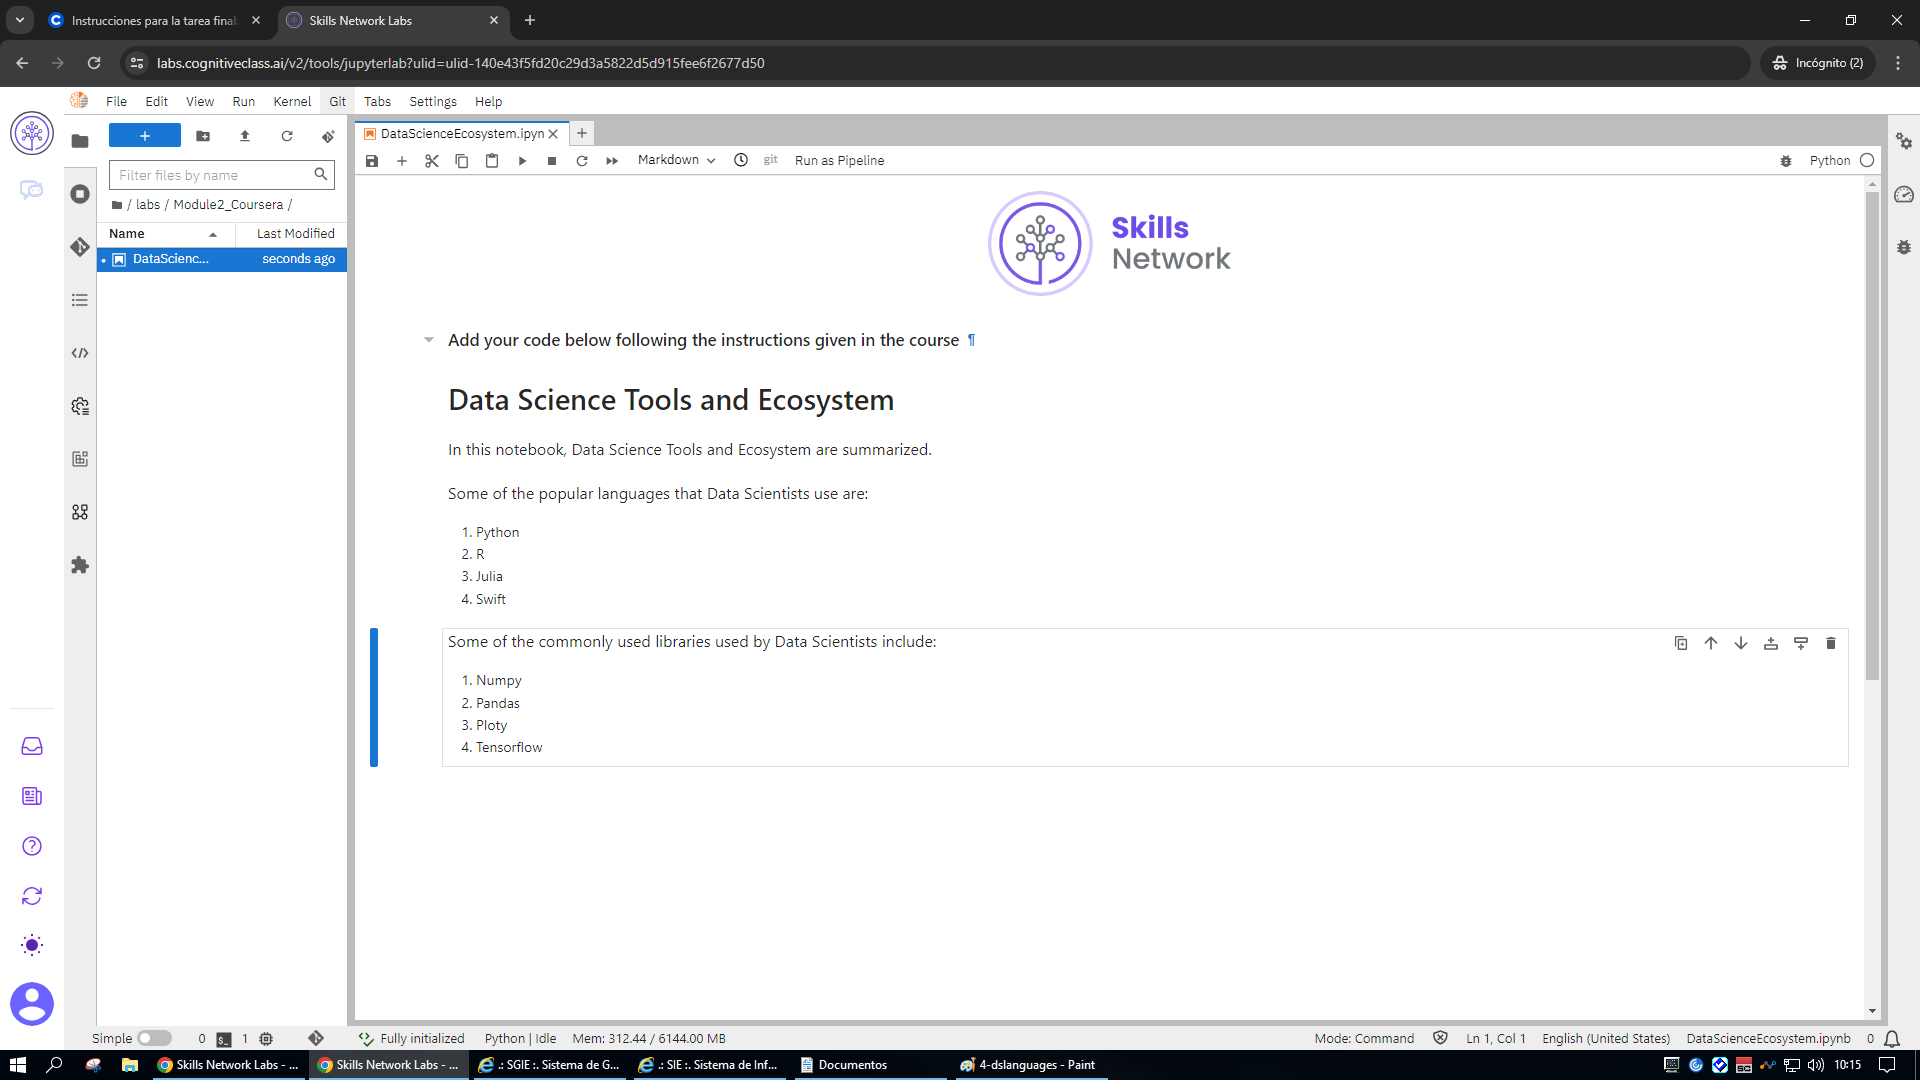 Instrucciones para la tarea final
Skills Network Labs
labs.cognitiveclass.ai/v2/tools/jupyterlab?ulid=ulid-140e43f5fd20c29d3a5822d5d915fee6f2677d50
Incógnito (2)
File Edit View Run Kernel Git Tabs Settings Help
DataScienceEcosystem.ipyn
Markdown
git
Run as Pipeline
Python
Filter files by name
/ labs / Module2_Coursera /
Name Last Modified
DataScienc... seconds ago
Skills
Network
Add your code below following the instructions given in the course ¶
Data Science Tools and Ecosystem
In this notebook, Data Science Tools and Ecosystem are summarized.
Some of the popular languages that Data Scientists use are:
1. Python
2. R
3. Julia
4. Swift
Some of the commonly used libraries used by Data Scientists include:
1. Numpy
2. Pandas
3. Ploty
4. Tensorflow
Simple 0 $_ 1 Fully initialized Python | Idle Mem: 312.44 / 6144.00 MB Mode: Command Ln 1, Col 1 English (United States) DataScienceEcosystem.ipynb 0
Skills Network Labs - ... Skills Network Labs - ... .: SGIE :. Sistema de G... .: SIE :. Sistema de Inf... Documentos 4-dslanguages - Paint 10:15